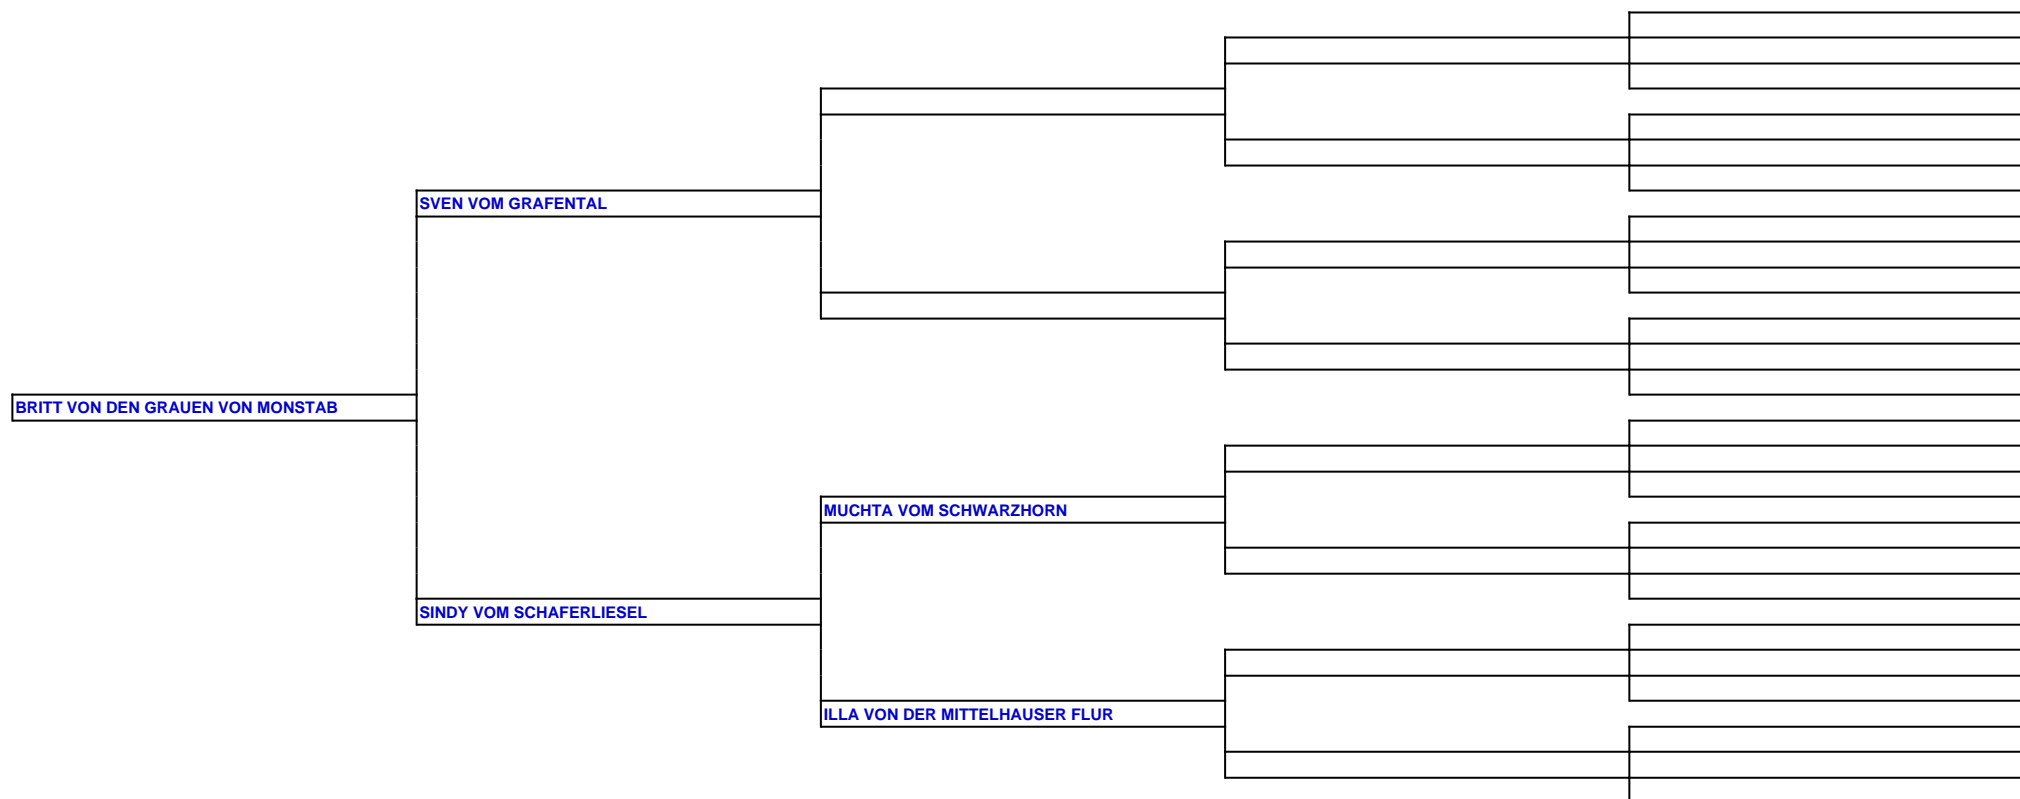 SVEN VOM GRAFENTAL
BRITT VON DEN GRAUEN VON MONSTAB
MUCHTA VOM SCHWARZHORN
SINDY VOM SCHAFERLIESEL
ILLA VON DER MITTELHAUSER FLUR